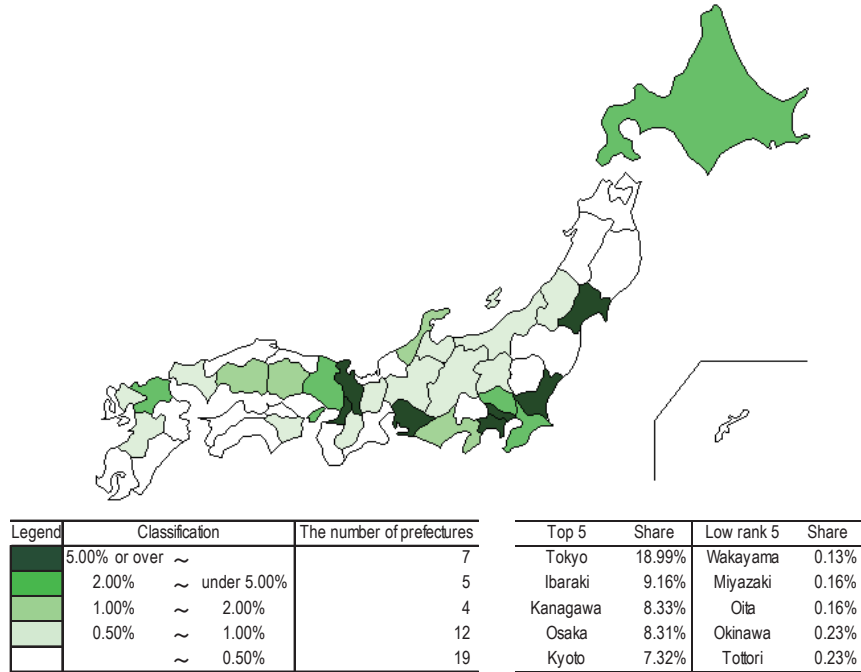 Legend Classification The number of prefectures
5.00% or over ~ 7
2.00% ~ under 5.00% 5
1.00% ~ 2.00% 4
0.50% ~ 1.00% 12
~ 0.50% 19
Top 5 Share Low rank 5 Share
Tokyo 18.99% Wakayama 0.13%
Ibaraki 9.16% Miyazaki 0.16%
Kanagawa 8.33% Oita 0.16%
Osaka 8.31% Okinawa 0.23%
Kyoto 7.32% Tottori 0.23%